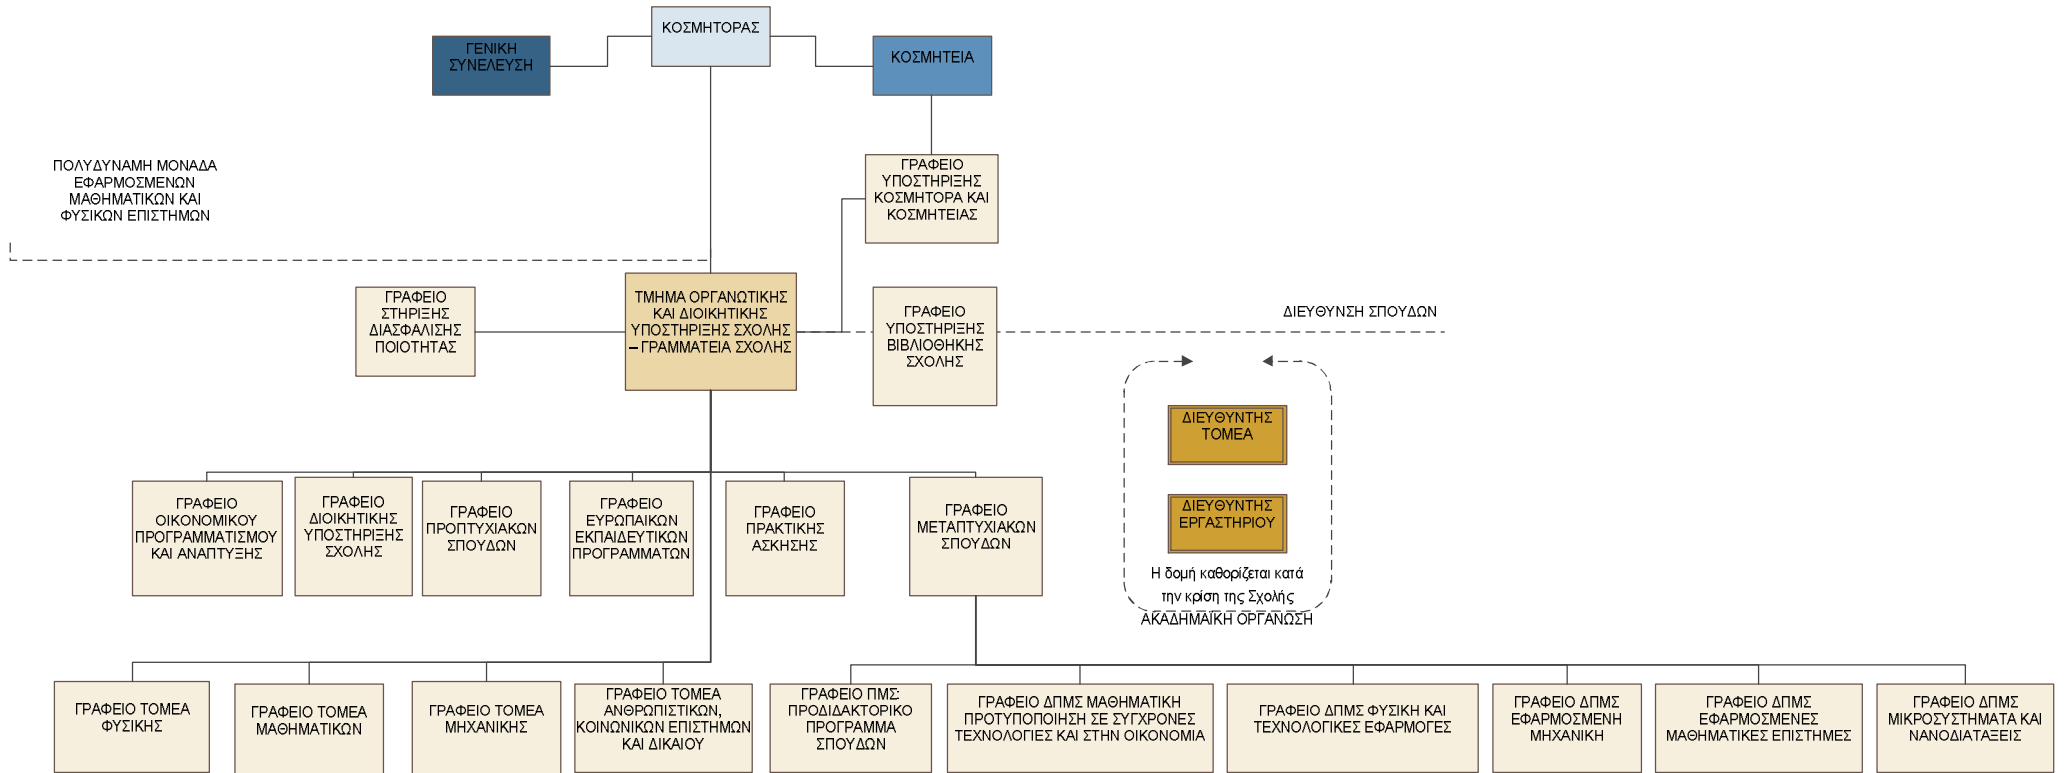 ΚΟΣΜΗΤΟΡΑΣ
ΓΕΝΙΚΗ
ΣΥΝΕΛΕΥΣΗ
ΚΟΣΜΗΤΕΙΑ
ΠΟΛΥΔΥΝΑΜΗ ΜΟΝΑΔΑ
ΕΦΑΡΜΟΣΜΕΝΩΝ
ΜΑΘΗΜΑΤΙΚΩΝ ΚΑΙ
ΦΥΣΙΚΩΝ ΕΠΙΣΤΗΜΩΝ
ΓΡΑΦΕΙΟ
ΥΠΟΣΤΗΡΙΞΗΣ
ΚΟΣΜΗΤΟΡΑ ΚΑΙ
ΚΟΣΜΗΤΕΙΑΣ
ΓΡΑΦΕΙΟ
ΣΤΗΡΙΞΗΣ
ΔΙΑΣΦΑΛΙΣΗΣ
ΠΟΙΟΤΗΤΑΣ
ΤΜΗΜΑ ΟΡΓΑΝΩΤΙΚΗΣ
ΚΑΙ ΔΙΟΙΚΗΤΙΚΗΣ
ΥΠΟΣΤΗΡΙΞΗΣ ΣΧΟΛΗΣ
– ΓΡΑΜΜΑΤΕΙΑ ΣΧΟΛΗΣ
ΓΡΑΦΕΙΟ
ΥΠΟΣΤΗΡΙΞΗΣ
ΒΙΒΛΙΟΘΗΚΗΣ
ΣΧΟΛΗΣ
ΔΙΕΥΘΥΝΣΗ ΣΠΟΥΔΩΝ
ΔΙΕΥΘΥΝΤΗΣ
ΤΟΜΕΑ
ΔΙΕΥΘΥΝΤΗΣ
ΕΡΓΑΣΤΗΡΙΟΥ
Η δομή καθορίζεται κατά
την κρίση της Σχολής
ΑΚΑΔΗΜΑΪΚΗ ΟΡΓΑΝΩΣΗ
ΓΡΑΦΕΙΟ
ΟΙΚΟΝΟΜΙΚΟΥ
ΠΡΟΓΡΑΜΜΑΤΙΣΜΟΥ
ΚΑΙ ΑΝΑΠΤΥΞΗΣ
ΓΡΑΦΕΙΟ
ΔΙΟΙΚΗΤΙΚΗΣ
ΥΠΟΣΤΗΡΙΞΗΣ
ΣΧΟΛΗΣ
ΓΡΑΦΕΙΟ
ΠΡΟΠΤΥΧΙΑΚΩΝ
ΣΠΟΥΔΩΝ
ΓΡΑΦΕΙΟ
ΕΥΡΩΠΑΙΚΩΝ
ΕΚΠΑΙΔΕΥΤΙΚΩΝ
ΠΡΟΓΡΑΜΜΑΤΩΝ
ΓΡΑΦΕΙΟ
ΠΡΑΚΤΙΚΗΣ
ΑΣΚΗΣΗΣ
ΓΡΑΦΕΙΟ
ΜΕΤΑΠΤΥΧΙΑΚΩΝ
ΣΠΟΥΔΩΝ
ΓΡΑΦΕΙΟ ΤΟΜΕΑ
ΦΥΣΙΚΗΣ
ΓΡΑΦΕΙΟ ΤΟΜΕΑ
ΜΑΘΗΜΑΤΙΚΩΝ
ΓΡΑΦΕΙΟ ΤΟΜΕΑ
ΜΗΧΑΝΙΚΗΣ
ΓΡΑΦΕΙΟ ΤΟΜΕΑ
ΑΝΘΡΩΠΙΣΤΙΚΩΝ,
ΚΟΙΝΩΝΙΚΩΝ ΕΠΙΣΤΗΜΩΝ
ΚΑΙ ΔΙΚΑΙΟΥ
ΓΡΑΦΕΙΟ ΠΜΣ:
ΠΡΟΔΙΔΑΚΤΟΡΙΚΟ
ΠΡΟΓΡΑΜΜΑ
ΣΠΟΥΔΩΝ
ΓΡΑΦΕΙΟ ΔΠΜΣ ΜΑΘΗΜΑΤΙΚΗ
ΠΡΟΤΥΠΟΠΟΙΗΣΗ ΣΕ ΣΥΓΧΡΟΝΕΣ
ΤΕΧΝΟΛΟΓΙΕΣ ΚΑΙ ΣΤΗΝ ΟΙΚΟΝΟΜΙΑ
ΓΡΑΦΕΙΟ ΔΠΜΣ ΦΥΣΙΚΗ ΚΑΙ
ΤΕΧΝΟΛΟΓΙΚΕΣ ΕΦΑΡΜΟΓΕΣ
ΓΡΑΦΕΙΟ ΔΠΜΣ
ΕΦΑΡΜΟΣΜΕΝΗ
ΜΗΧΑΝΙΚΗ
ΓΡΑΦΕΙΟ ΔΠΜΣ
ΕΦΑΡΜΟΣΜΕΝΕΣ
ΜΑΘΗΜΑΤΙΚΕΣ ΕΠΙΣΤΗΜΕΣ
ΓΡΑΦΕΙΟ ΔΠΜΣ
ΜΙΚΡΟΣΥΣΤΗΜΑΤΑ ΚΑΙ
ΝΑΝΟΔΙΑΤΑΞΕΙΣ